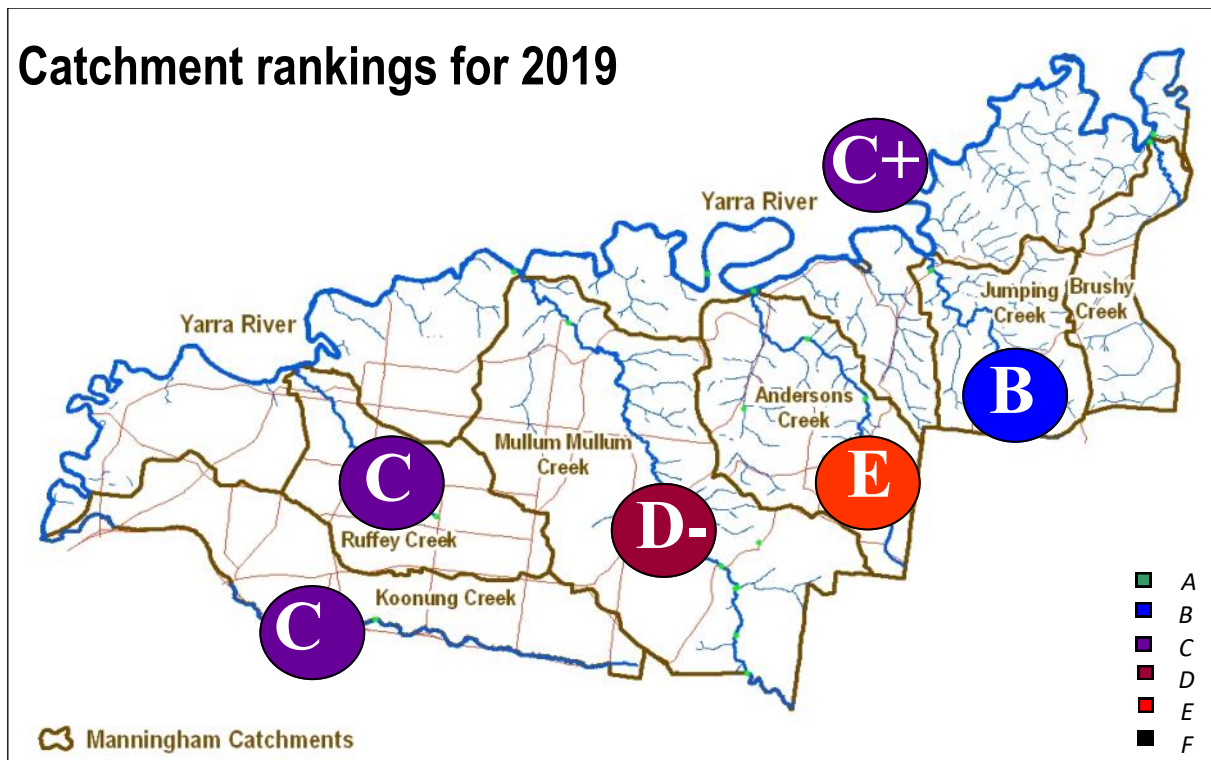 Catchment rankings for 2019
C+
Yarra River
Yarra River
Jumping
Creek
Brushy
Creek
B
Andersons
Creek
Mullum Mullum
Creek
C
E
D-
Ruffey Creek
Koonung Creek
C
A
B
C
D
E
F
Manningham Catchments